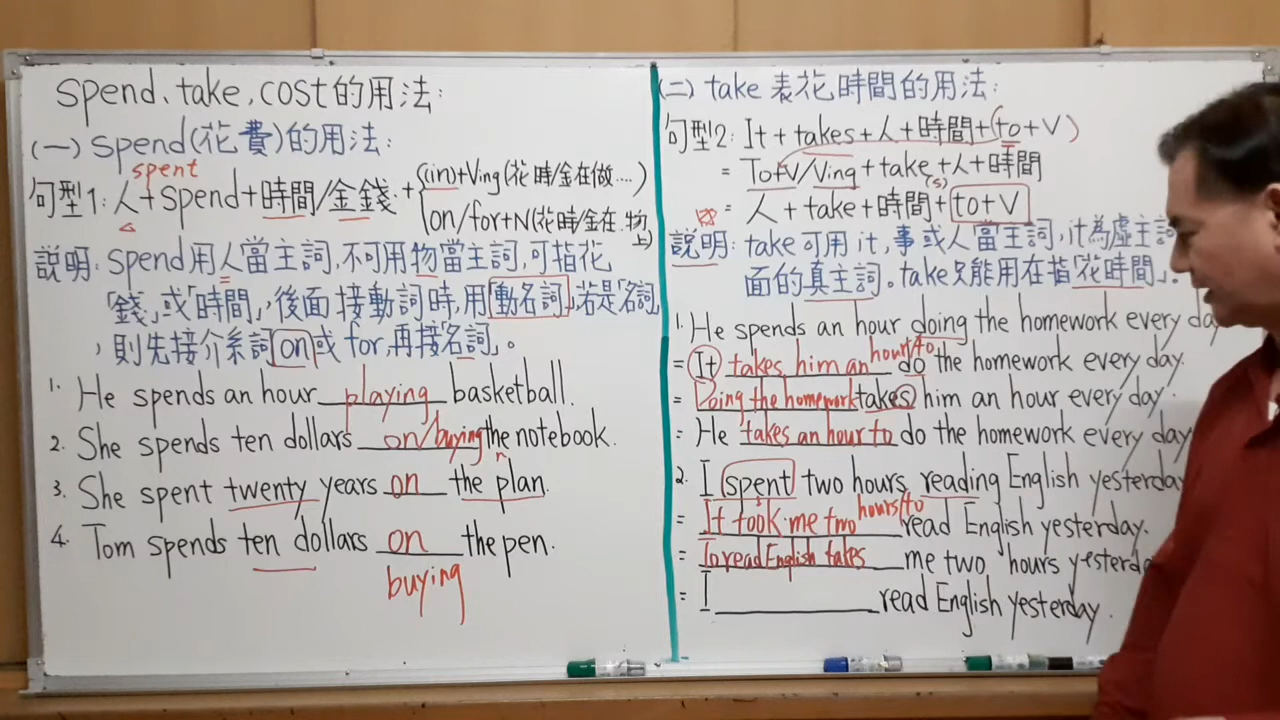 spend、take、cost的用法:
(一) spend(花費)的用法:
spent
句型1: 人+spend+時間/金錢+{(in)+Ving(花時/金在做....)
on/for+N(花時/金在..物上)
說明: spend用人當主詞,不可用物當主詞,可指花
「錢」或「時間」,後面接動詞時,用「動名詞」,若是「名詞」
,則先接介系詞on或for,再接「名詞」。
1. He spends an hour playing basketball.
2. She spends ten dollars on/buying the notebook.
3. She spent twenty years on the plan.
4. Tom spends ten dollars on the pen.
buying
(二) take 表花時間的用法:
句型2: It+takes+人+時間+(to+V)
= To+V/Ving+take(s)+人+時間
= 人+take+時間+to+V
說明: take可用it,事或人當主詞,it為虛主詞
面的真主詞。take只能用在指「花時間」。
1. He spends an hour doing the homework every day
= It takes him an hour/to do the homework every day.
= Doing the homework takes him an hour every day.
= He takes an hour to do the homework every day
2. I spent two hours reading English yesterday
= It took me two hours/to read English yesterday.
= To read English takes me two hours yesterda
= I ______ read English yesterday.